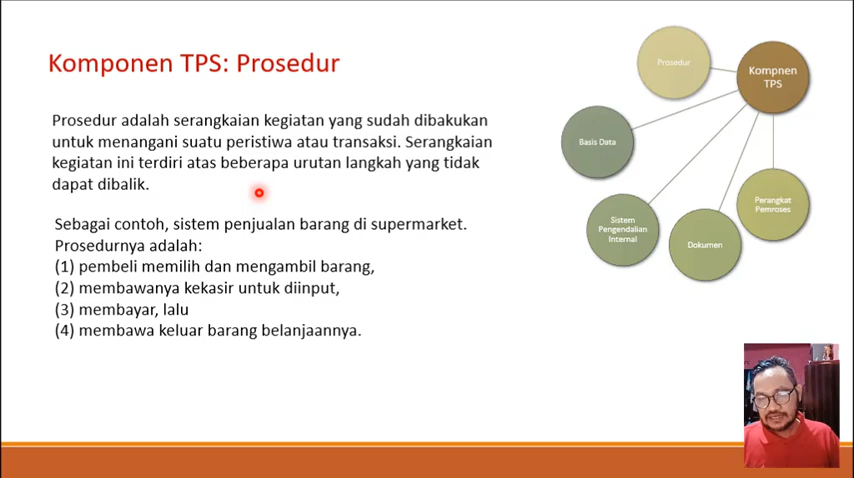 Komponen TPS: Prosedur
Prosedur adalah serangkaian kegiatan yang sudah dibakukan
untuk menangani suatu peristiwa atau transaksi. Serangkaian
kegiatan ini terdiri atas beberapa urutan langkah yang tidak
dapat dibalik.
Sebagai contoh, sistem penjualan barang di supermarket.
Prosedurnya adalah:
(1) pembeli memilih dan mengambil barang,
(2) membawanya kekasir untuk diinput,
(3) membayar, lalu
(4) membawa keluar barang belanjaannya.
Prosedur
Kompnen
TPS
Basis Data
Sistem
Pengendalian
Internal
Dokumen
Perangkat
Pemroses